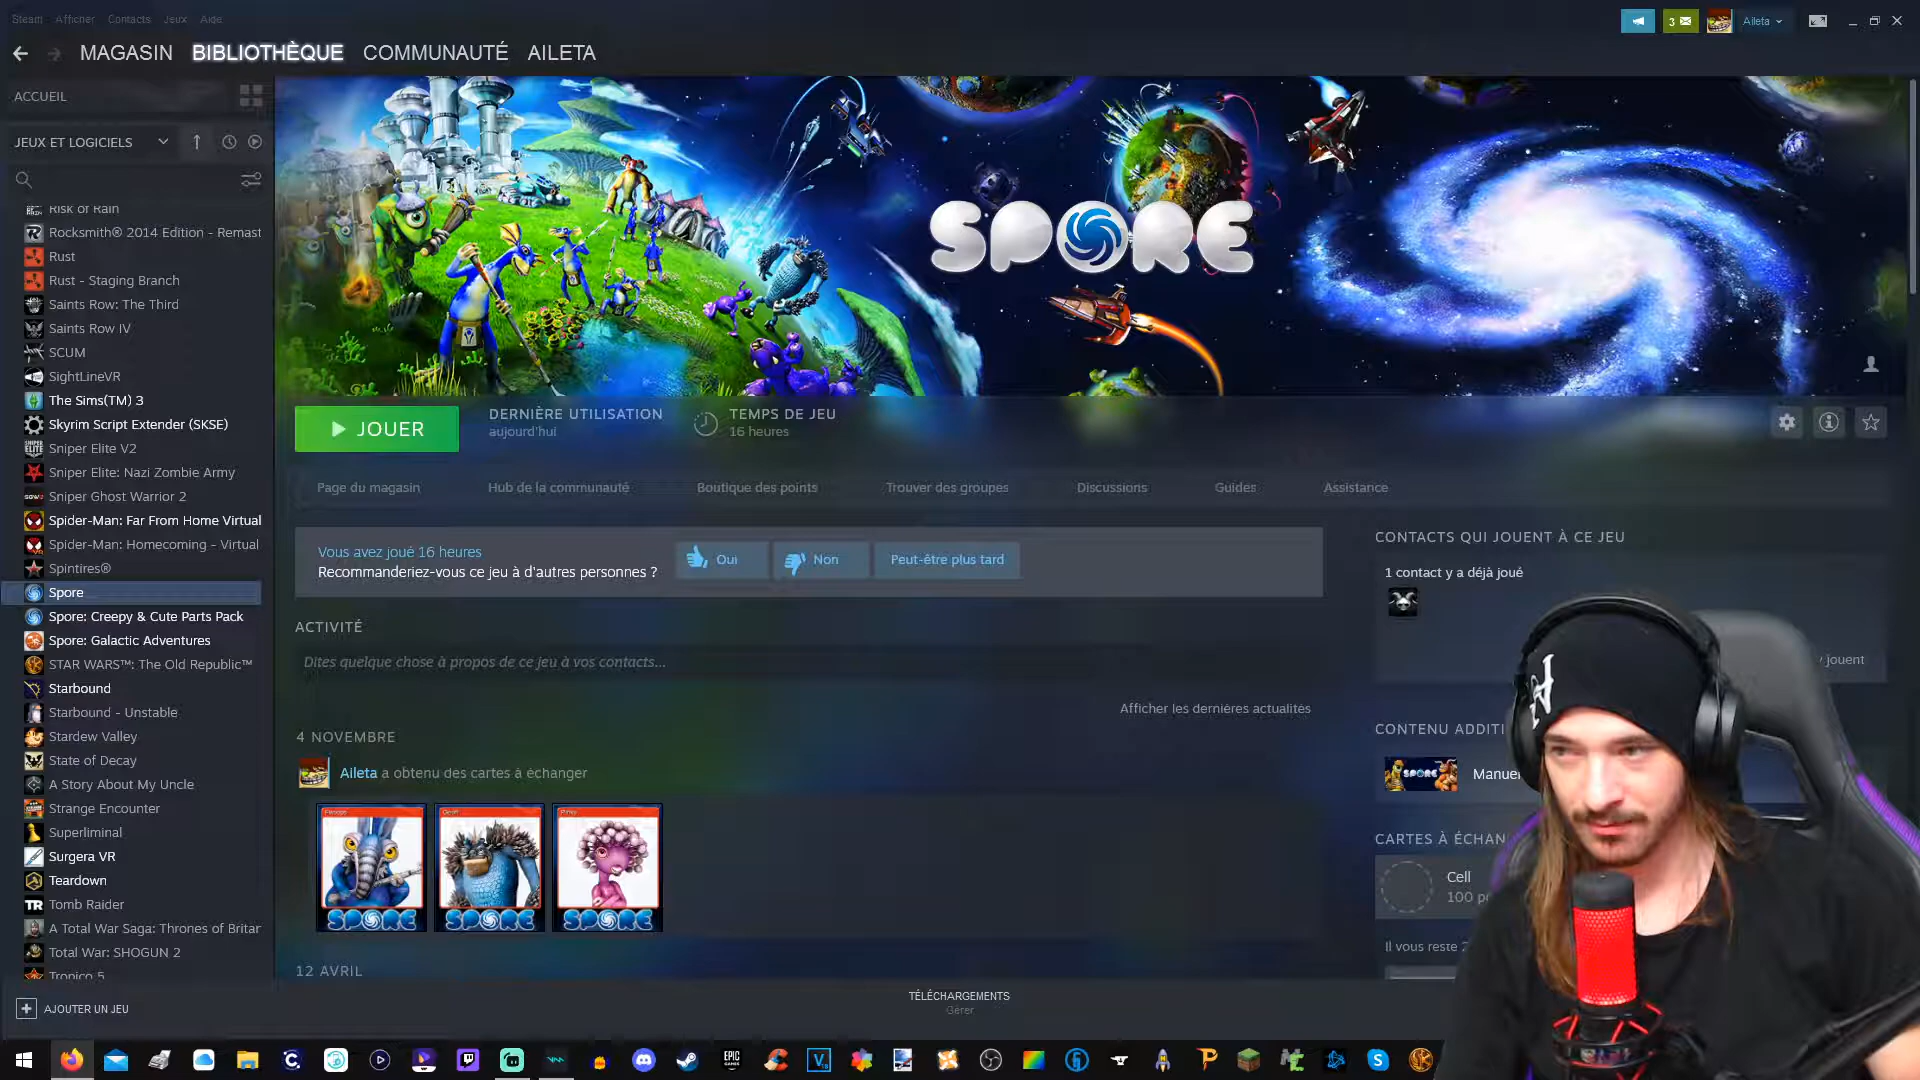 Steam Afficher Contacts Jeux Aide
3
Aileta
MAGASIN BIBLIOTHÈQUE COMMUNAUTÉ AILETA
ACCUEIL
JEUX ET LOGICIELS
Risk of Rain
Rocksmith® 2014 Edition - Remast
Rust
Rust - Staging Branch
Saints Row: The Third
Saints Row IV
SCUM
SightLineVR
The Sims(TM) 3
Skyrim Script Extender (SKSE)
Sniper Elite V2
Sniper Elite: Nazi Zombie Army
Sniper Ghost Warrior 2
Spider-Man: Far From Home Virtual
Spider-Man: Homecoming - Virtual
Spintires®
Spore
Spore: Creepy & Cute Parts Pack
Spore: Galactic Adventures
STAR WARS™: The Old Republic™
Starbound
Starbound - Unstable
Stardew Valley
State of Decay
A Story About My Uncle
Strange Encounter
Superliminal
Surgera VR
Teardown
Tomb Raider
A Total War Saga: Thrones of Britan
Total War: SHOGUN 2
Tropico 5
AJOUTER UN JEU
SPORE
JOUER
DERNIÈRE UTILISATION
aujourd'hui
TEMPS DE JEU
16 heures
Page du magasin Hub de la communauté Boutique des points Trouver des groupes Discussions Guides Assistance
Vous avez joué 16 heures
Recommanderiez-vous ce jeu à d'autres personnes ?
Oui Non Peut-être plus tard
ACTIVITÉ
Dites quelque chose à propos de ce jeu à vos contacts...
Afficher les dernières actualités
4 NOVEMBRE
Aileta a obtenu des cartes à échanger
SPORE SPORE SPORE
12 AVRIL
CONTACTS QUI JOUENT À CE JEU
1 contact y a déjà joué
jouent
CONTENU ADDITI
SPORE
Manuel
CARTES À ÉCHAN
Cell
100
Il vous reste 2
TÉLÉCHARGEMENTS
Gérer
EPIC
GAMES